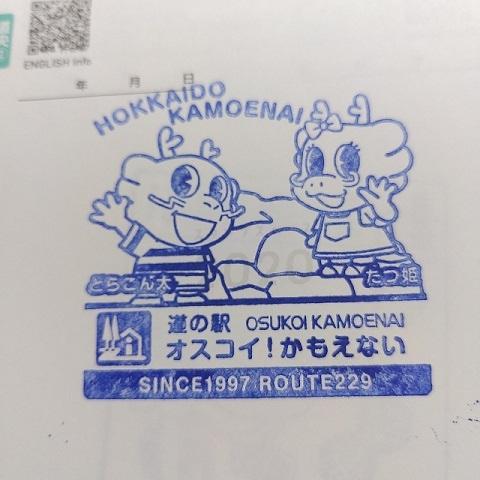 ENGLISH Info
年 月 日
HOKKAIDO
KAMOENAI
とらごん太
たつ姫
道の駅 OSUKOI KAMOENAI
オスコイ!かもえない
SINCE1997 ROUTE229